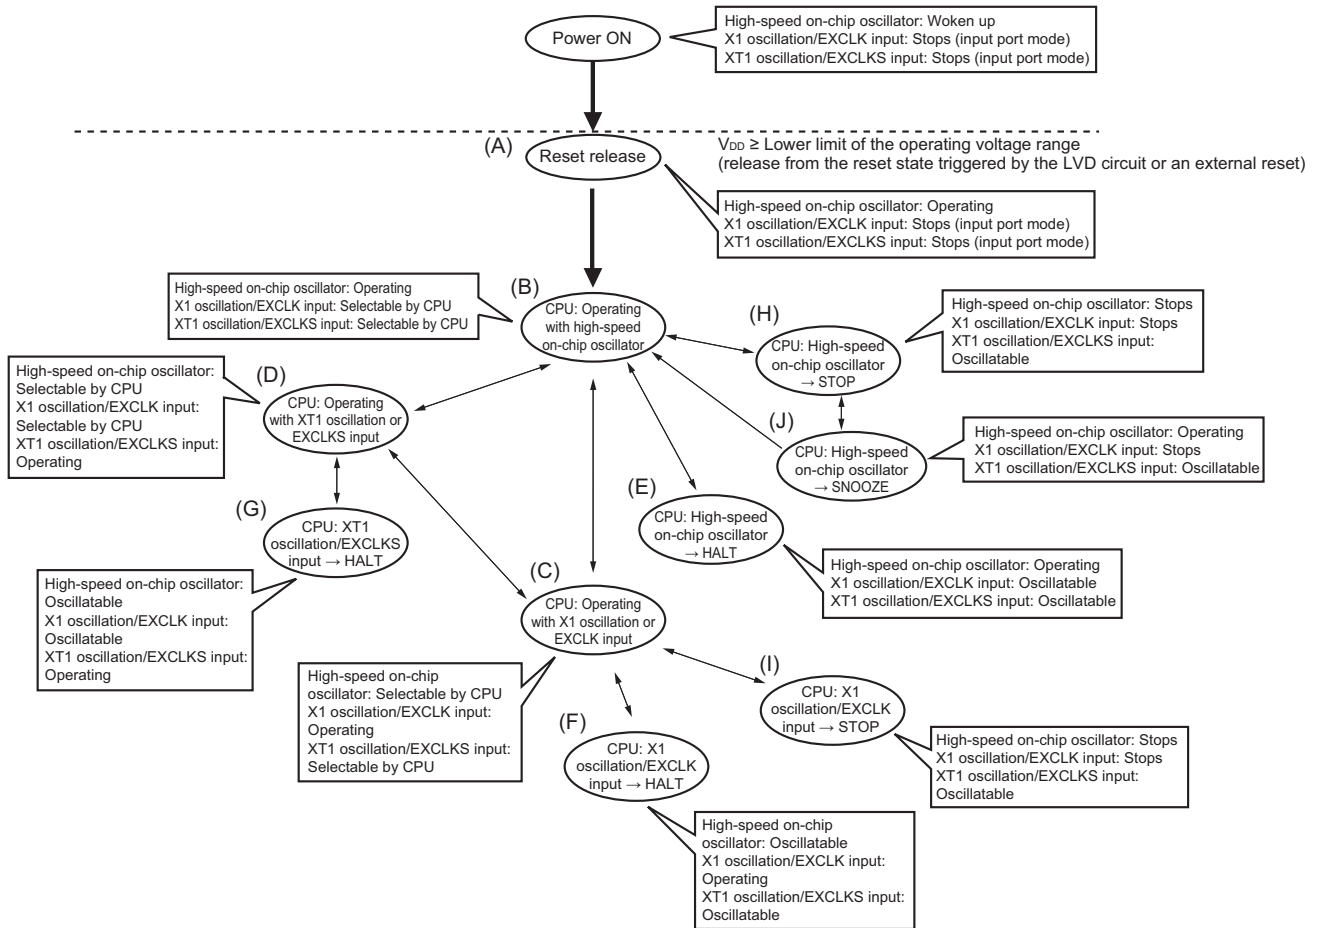 Power ON
High-speed on-chip oscillator: Woken up
X1 oscillation/EXCLK input: Stops (input port mode)
XT1 oscillation/EXCLKS input: Stops (input port mode)
(A)
Reset release
VDD ≥ Lower limit of the operating voltage range
(release from the reset state triggered by the LVD circuit or an external reset)
High-speed on-chip oscillator: Operating
X1 oscillation/EXCLK input: Stops (input port mode)
XT1 oscillation/EXCLKS input: Stops (input port mode)
High-speed on-chip oscillator: Operating
X1 oscillation/EXCLK input: Selectable by CPU
XT1 oscillation/EXCLKS input: Selectable by CPU
(B)
CPU: Operating
with high-speed
on-chip oscillator
(H)
CPU: High-speed
on-chip oscillator
→ STOP
High-speed on-chip oscillator: Stops
X1 oscillation/EXCLK input: Stops
XT1 oscillation/EXCLKS input:
Oscillatable
High-speed on-chip oscillator:
Selectable by CPU
X1 oscillation/EXCLK input:
Selectable by CPU
XT1 oscillation/EXCLKS input:
Operating
(D)
CPU: Operating
with XT1 oscillation or
EXCLKS input
(J)
CPU: High-speed
on-chip oscillator
→ SNOOZE
High-speed on-chip oscillator: Operating
X1 oscillation/EXCLK input: Stops
XT1 oscillation/EXCLKS input: Oscillatable
(G)
CPU: XT1
oscillation/EXCLKS
input → HALT
(E)
CPU: High-speed
on-chip oscillator
→ HALT
High-speed on-chip oscillator: Operating
X1 oscillation/EXCLK input: Oscillatable
XT1 oscillation/EXCLKS input: Oscillatable
High-speed on-chip oscillator:
Oscillatable
X1 oscillation/EXCLK input:
Oscillatable
XT1 oscillation/EXCLKS input:
Operating
(C)
CPU: Operating
with X1 oscillation or
EXCLK input
High-speed on-chip
oscillator: Selectable by CPU
X1 oscillation/EXCLK input:
Operating
XT1 oscillation/EXCLKS input:
Selectable by CPU
(I)
CPU: X1
oscillation/EXCLK
input → STOP
High-speed on-chip oscillator: Stops
X1 oscillation/EXCLK input: Stops
XT1 oscillation/EXCLKS input:
Oscillatable
(F)
CPU: X1
oscillation/EXCLK
input → HALT
High-speed on-chip
oscillator: Oscillatable
X1 oscillation/EXCLK input:
Operating
XT1 oscillation/EXCLKS input:
Oscillatable